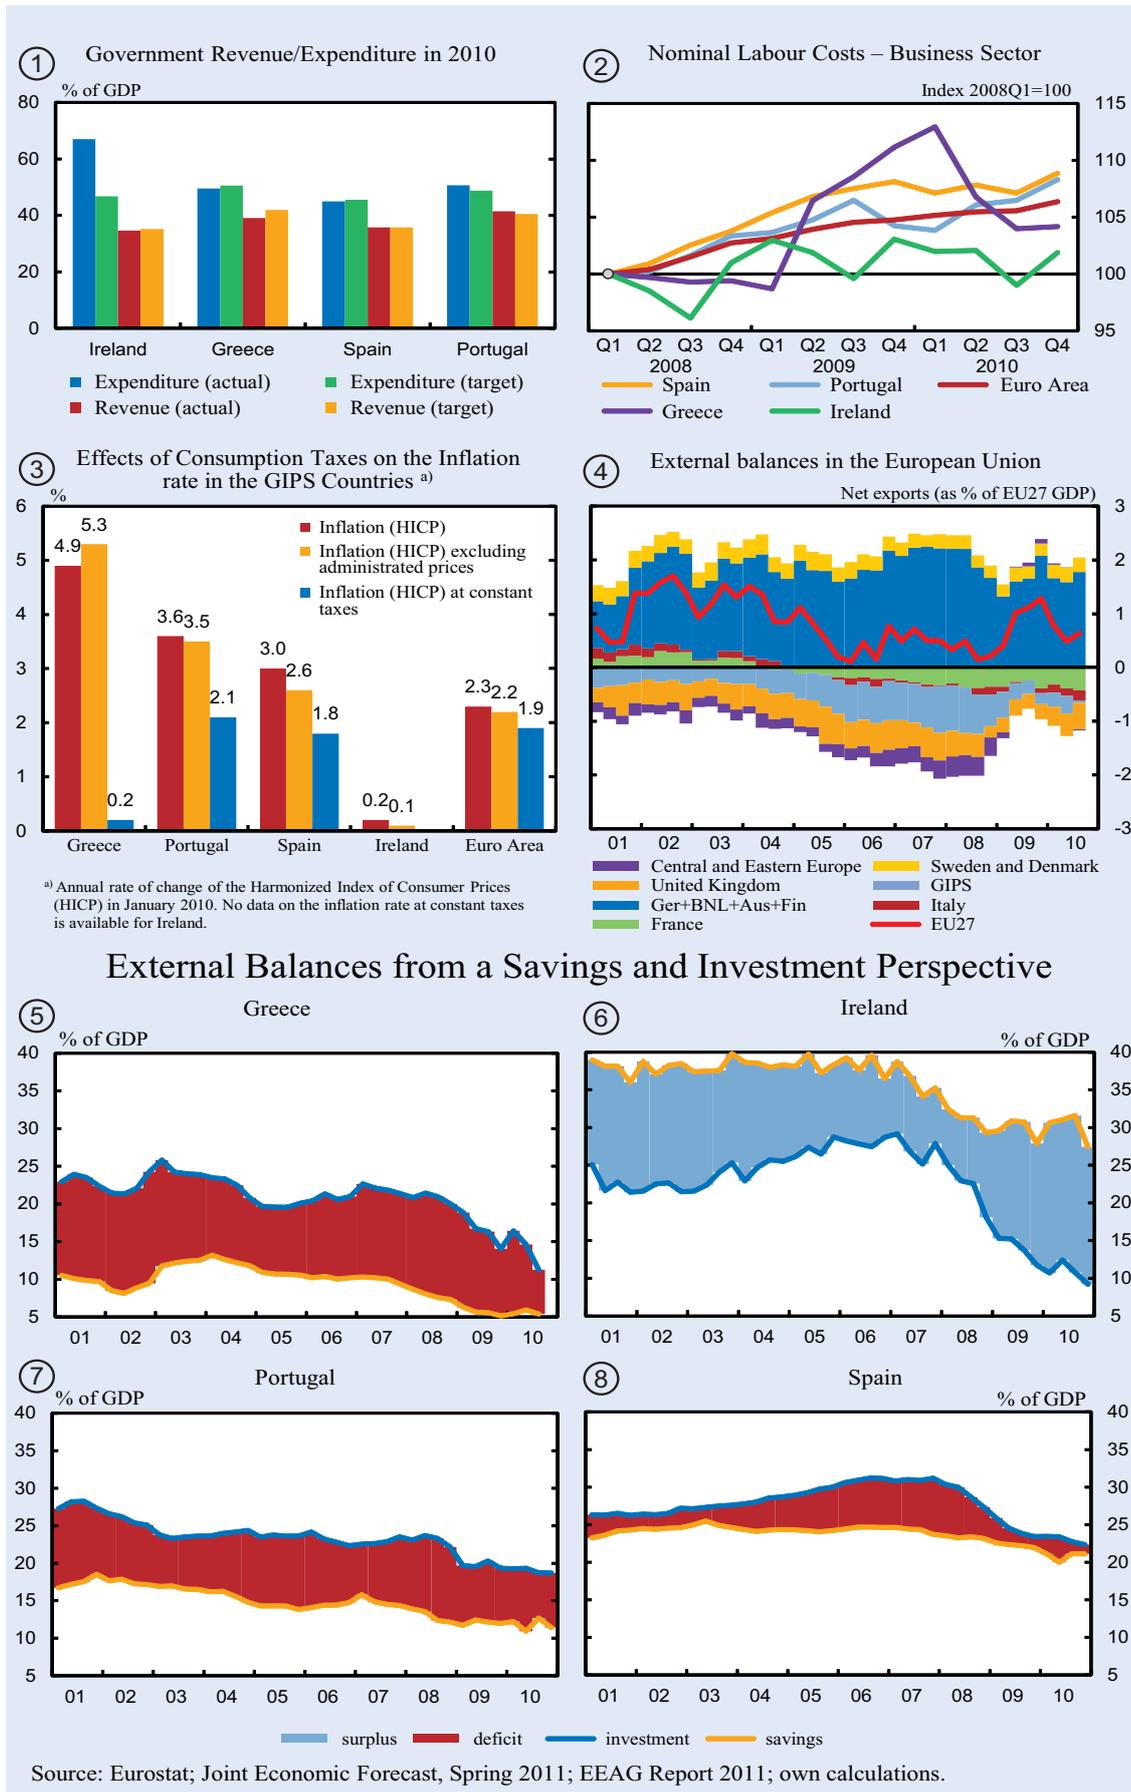 1
Government Revenue/Expenditure in 2010
% of GDP
80
60
40
20
0
Ireland Greece Spain Portugal
Expenditure (actual) Expenditure (target)
Revenue (actual) Revenue (target)
2
Nominal Labour Costs – Business Sector
Index 2008Q1=100
115
110
105
100
95
Q1 Q2 Q3 Q4 Q1 Q2 Q3 Q4 Q1 Q2 Q3 Q4
2008 2009 2010
Spain Portugal Euro Area
Greece Ireland
3
Effects of Consumption Taxes on the Inflation
rate in the GIPS Countries a)
%
6
5
4
3
2
1
0
4.9 5.3 0.2
3.6 3.5 2.1
3.0 2.6 1.8
0.2 0.1
2.3 2.2 1.9
Inflation (HICP)
Inflation (HICP) excluding
administrated prices
Inflation (HICP) at constant
taxes
Greece Portugal Spain Ireland Euro Area
a) Annual rate of change of the Harmonized Index of Consumer Prices
(HICP) in January 2010. No data on the inflation rate at constant taxes
is available for Ireland.
4
External balances in the European Union
Net exports (as % of EU27 GDP)
3
2
1
0
-1
-2
-3
01 02 03 04 05 06 07 08 09 10
Central and Eastern Europe Sweden and Denmark
United Kingdom GIPS
Ger+BNL+Aus+Fin Italy
France EU27
External Balances from a Savings and Investment Perspective
5
Greece
% of GDP
40
35
30
25
20
15
10
5
01 02 03 04 05 06 07 08 09 10
6
Ireland
% of GDP
40
35
30
25
20
15
10
5
01 02 03 04 05 06 07 08 09 10
7
Portugal
% of GDP
40
35
30
25
20
15
10
5
01 02 03 04 05 06 07 08 09 10
8
Spain
% of GDP
40
35
30
25
20
15
10
5
01 02 03 04 05 06 07 08 09 10
surplus deficit investment savings
Source: Eurostat; Joint Economic Forecast, Spring 2011; EEAG Report 2011; own calculations.